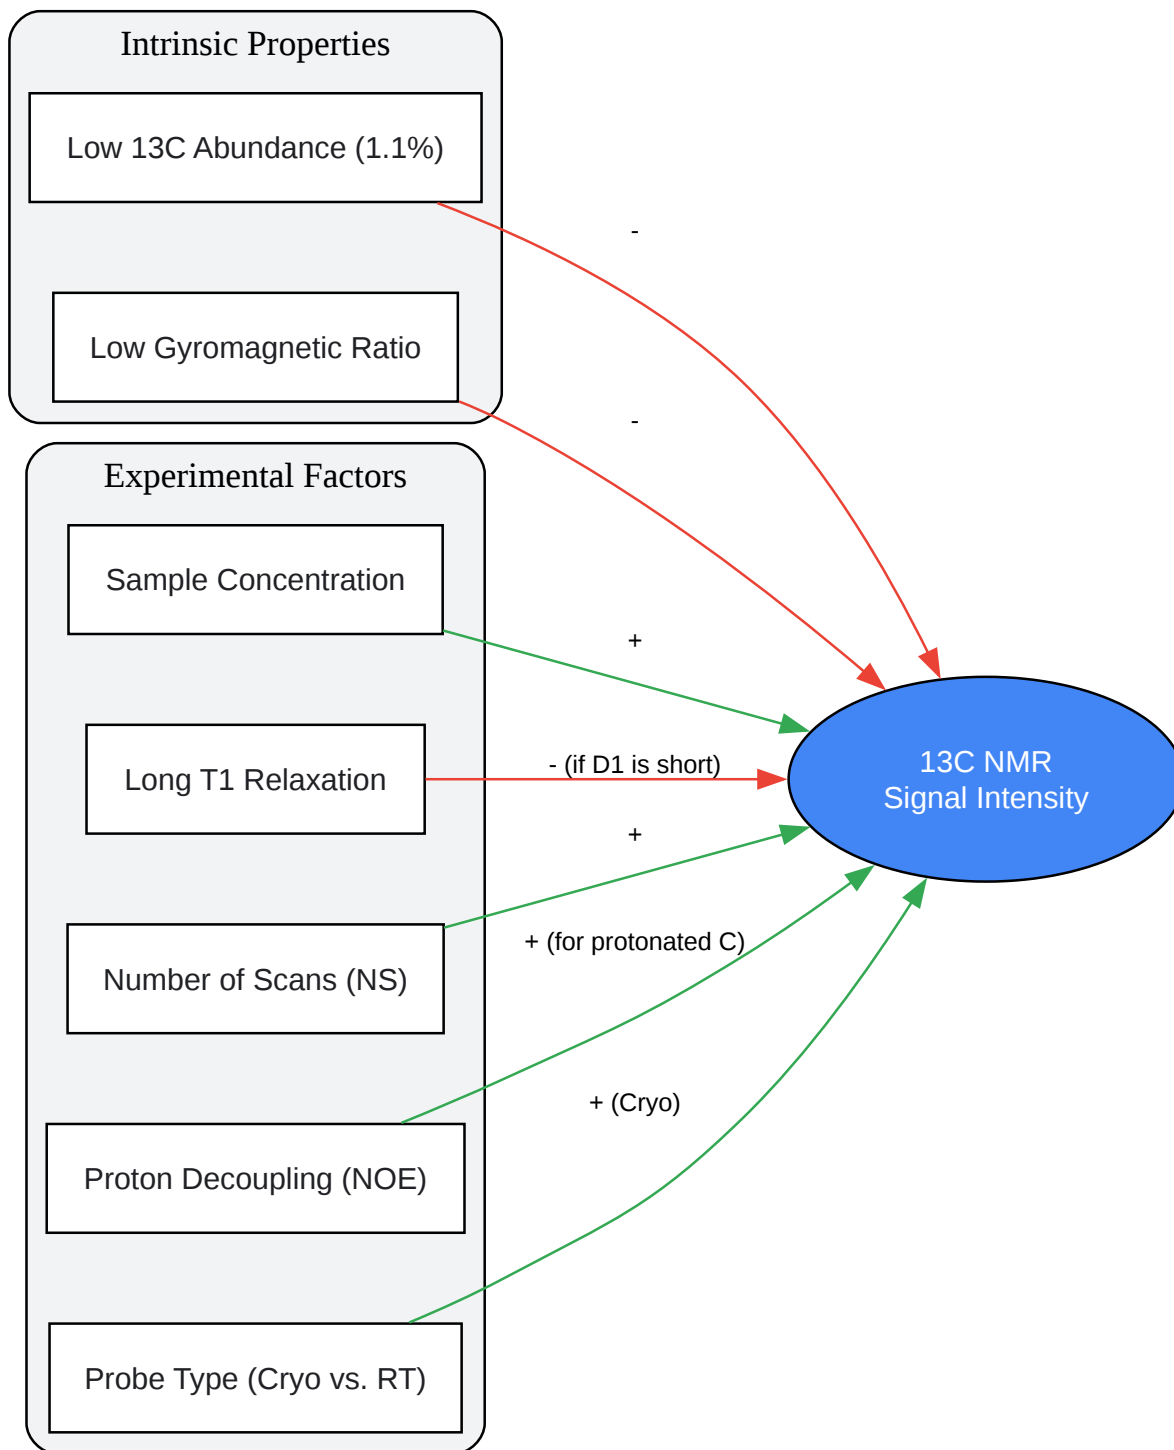 Intrinsic Properties
Low 13C Abundance (1.1%)
-
Low Gyromagnetic Ratio
-
Experimental Factors
Sample Concentration
+
Long T1 Relaxation
- (if D1 is short)
13C NMR
Signal Intensity
+
Number of Scans (NS)
+ (for protonated C)
Proton Decoupling (NOE)
+ (Cryo)
Probe Type (Cryo vs. RT)